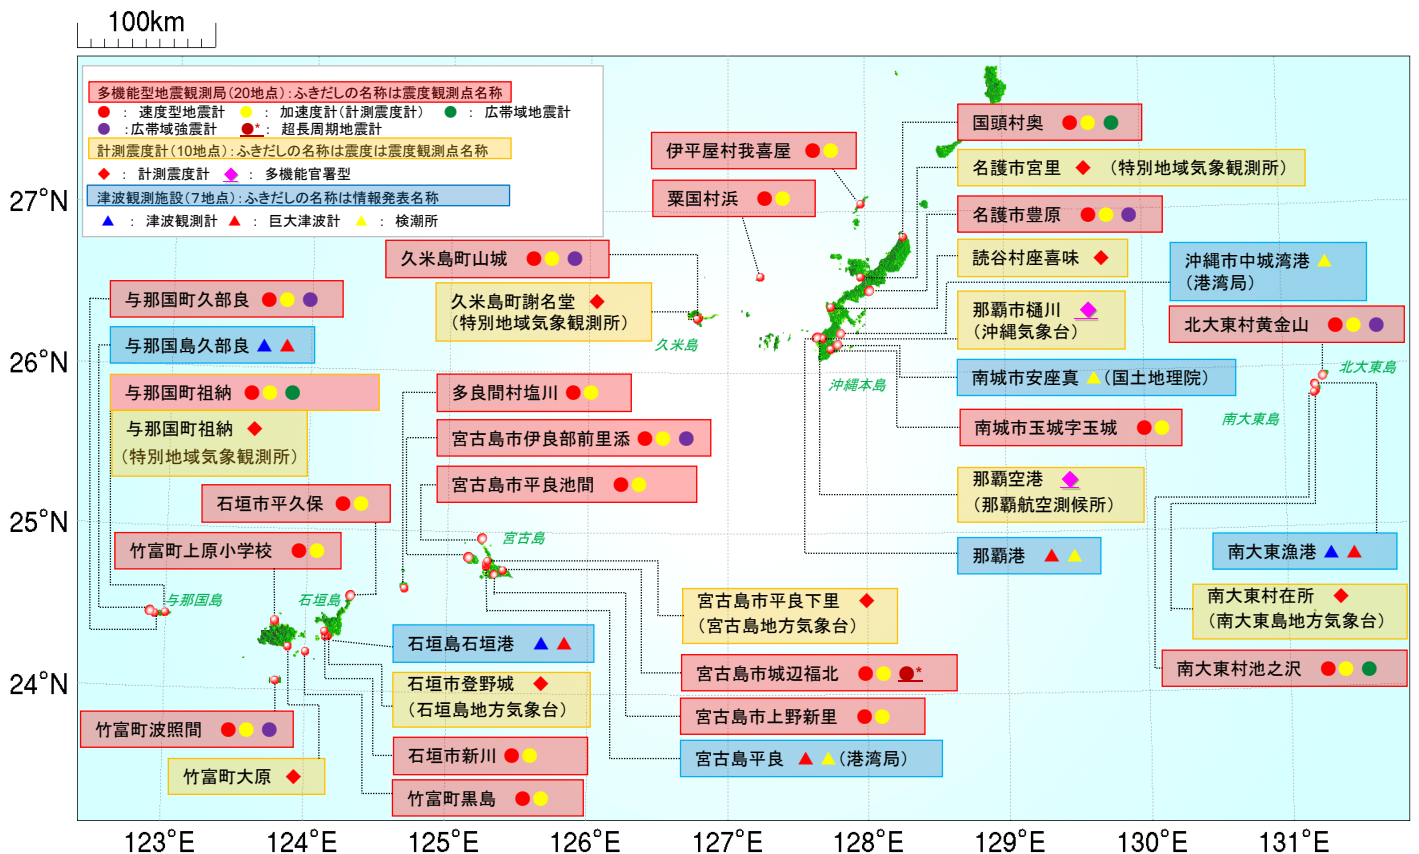 100km
多機能型地震観測局(20地点):ふきだしの名称は震度観測点名称
: 速度型地震計 : 加速度計(計測震度計) : 広帯域地震計
:広帯域強震計 * : 超長周期地震計
計測震度計(10地点):ふきだしの名称は震度は震度観測点名称
: 計測震度計 : 多機能官署型
津波観測施設(7地点):ふきだしの名称は情報発表名称
: 津波観測計 : 巨大津波計 : 検潮所
27°N
26°N
25°N
24°N
与那国町久部良
与那国島久部良
与那国町祖納
与那国町祖納
(特別地域気象観測所)
石垣市平久保
竹富町上原小学校
与那国島
石垣島
竹富町波照間
竹富町大原
久米島町山城
久米島町謝名堂
(特別地域気象観測所)
多良間村塩川
宮古島市伊良部前里添
宮古島市平良池間
宮古島
石垣島石垣港
石垣市登野城
(石垣島地方気象台)
石垣市新川
竹富町黒島
伊平屋村我喜屋
粟国村浜
久米島
沖縄本島
宮古島市平良下里
(宮古島地方気象台)
宮古島市城辺福北 *
宮古島市上野新里
宮古島平良 (港湾局)
国頭村奥
名護市宮里 (特別地域気象観測所)
名護市豊原
読谷村座喜味
沖縄市中城湾港
(港湾局)
那覇市樋川
(沖縄気象台)
北大東村黄金山
南城市安座真 (国土地理院)
北大東島
南大東島
南城市玉城字玉城
那覇空港
(那覇航空測候所)
那覇港
南大東漁港
南大東村在所
(南大東島地方気象台)
南大東村池之沢
123°E
124°E
125°E
126°E
127°E
128°E
129°E
130°E
131°E